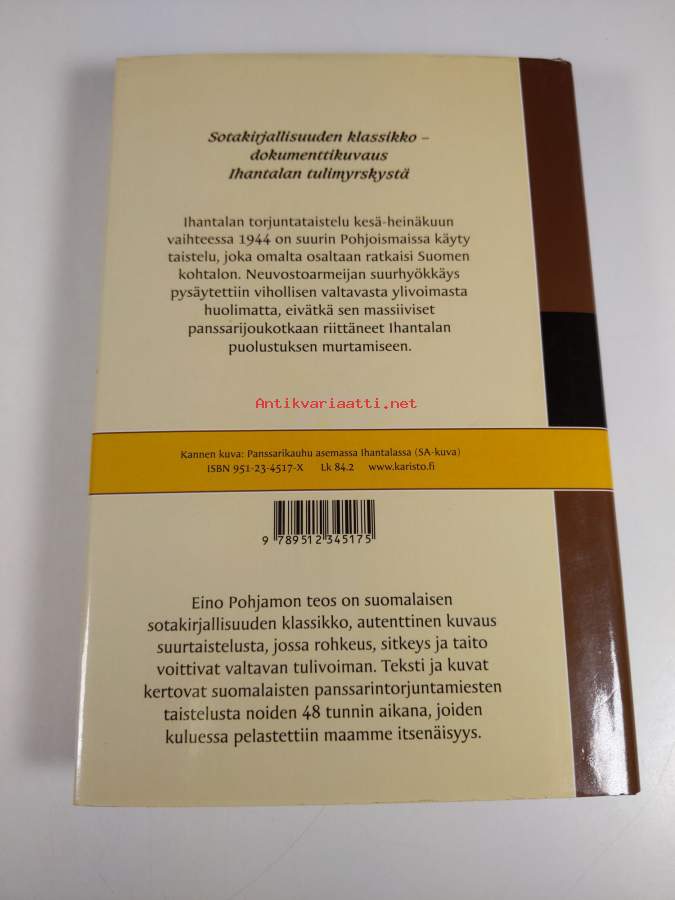 Sotakirjallisuuden klassikko –
dokumenttikuvaus
Ihantalan tulimyrskystä
Ihantalan torjuntataistelu kesä-heinäkuun
vaihteessa 1944 on suurin Pohjoismaissa käyty
taistelu, joka omalta osaltaan ratkaisi Suomen
kohtalon. Neuvostoarmeijan suurhyökkäys
pysäytettiin vihollisen valtavasta ylivoimasta
huolimatta, eivätkä sen massiiviset
panssarijoukotkaan riittäneet Ihantalan
puolustuksen murtamiseen.
Antikvariaatti.net
Kannen kuva: Panssarikauhu asemassa Ihantalassa (SA-kuva)
ISBN 951-23-4517-X Lk 84.2 www.karisto.fi
9 789512 345175
Eino Pohjamon teos on suomalaisen
sotakirjallisuuden klassikko, autenttinen kuvaus
suurtaistelusta, jossa rohkeus, sitkeys ja taito
voittivat valtavan tulivoiman. Teksti ja kuvat
kertovat suomalaisten panssarintorjuntamiesten
taistelusta noiden 48 tunnin aikana, joiden
kuluessa pelastettiin maamme itsenäisyys.